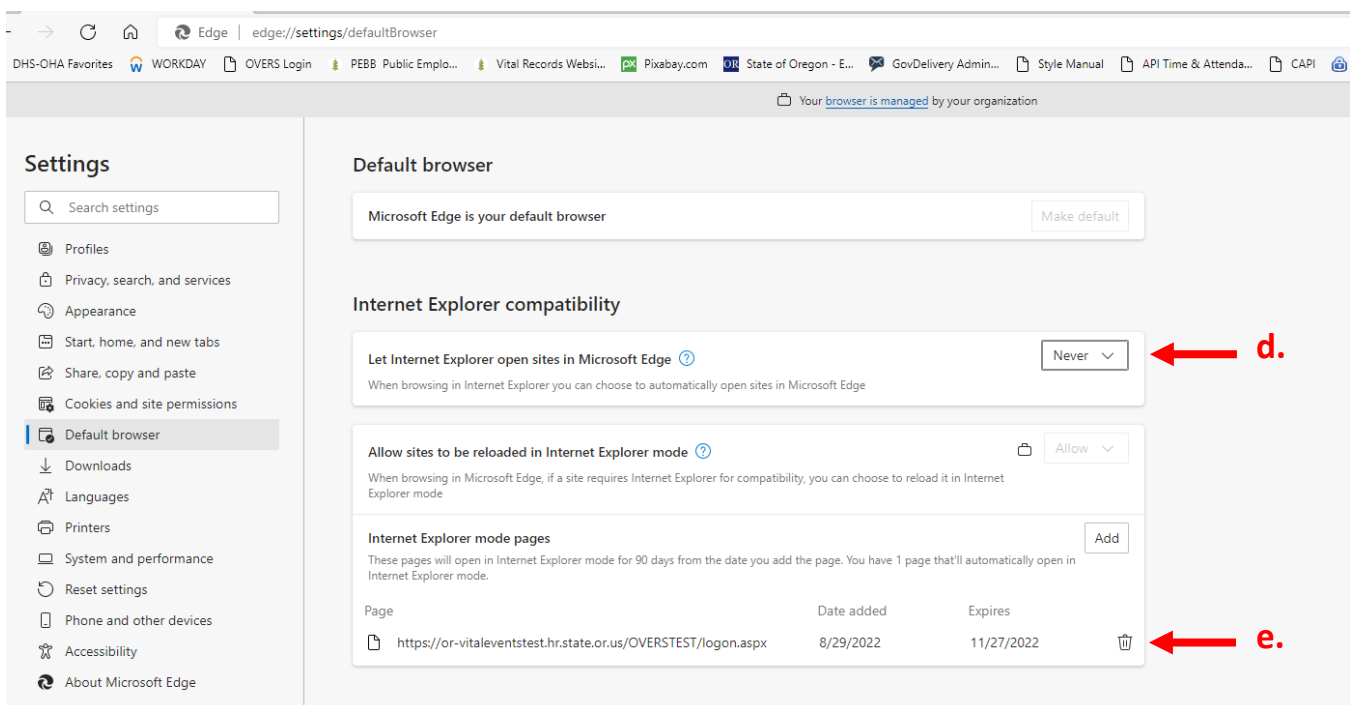 Edge | edge://settings/defaultBrowser
DHS-OHA Favorites WORKDAY OVERS Login PEBB Public Emplo... Vital Records Websi... Pixabay.com State of Oregon - E... GovDelivery Admin... Style Manual API Time & Attenda... CAPI
Your browser is managed by your organization
Settings
Search settings
Profiles
Privacy, search, and services
Appearance
Start, home, and new tabs
Share, copy and paste
Cookies and site permissions
Default browser
Downloads
Languages
Printers
System and performance
Reset settings
Phone and other devices
Accessibility
About Microsoft Edge
Default browser
Microsoft Edge is your default browser Make default
Internet Explorer compatibility
Let Internet Explorer open sites in Microsoft Edge Never d.
When browsing in Internet Explorer you can choose to automatically open sites in Microsoft Edge
Allow sites to be reloaded in Internet Explorer mode Allow
When browsing in Microsoft Edge, if a site requires Internet Explorer for compatibility, you can choose to reload it in Internet
Explorer mode
Internet Explorer mode pages Add
These pages will open in Internet Explorer mode for 90 days from the date you add the page. You have 1 page that'll automatically open in
Internet Explorer mode.
Page Date added Expires
https://or-vitaleventstest.hr.state.or.us/OVERSTEST/logon.aspx 8/29/2022 11/27/2022 e.